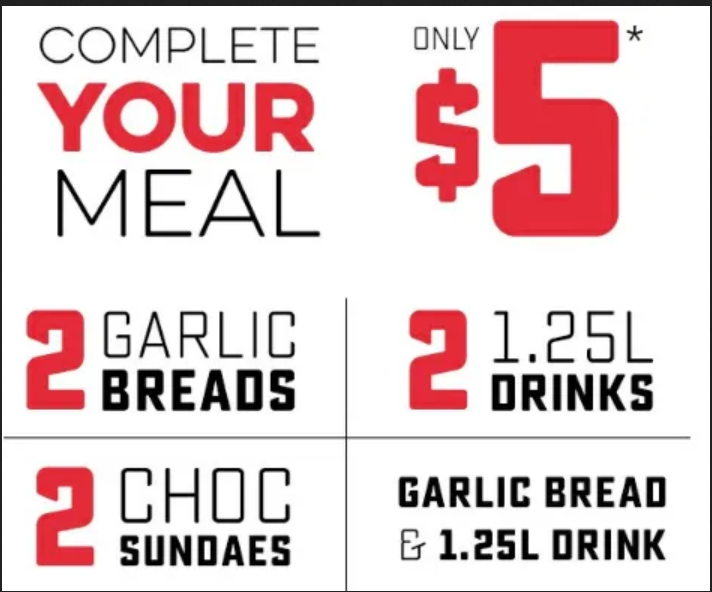 COMPLETE
YOUR
MEAL
ONLY
$5*
2 GARLIC
BREADS
2 1.25L
DRINKS
2 CHOC
SUNDAES
GARLIC BREAD
& 1.25L DRINK